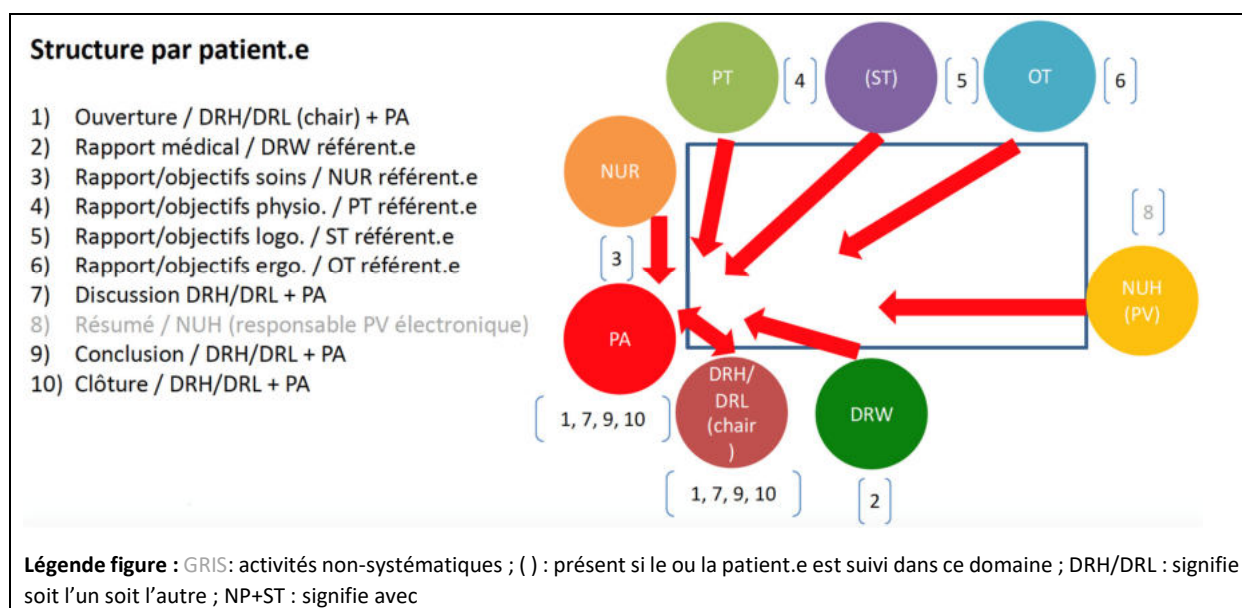 Structure par patient.e
1) Ouverture / DRH/DRL (chair) + PA
2) Rapport médical / DRW référent.e
3) Rapport/objectifs soins / NUR référent.e
4) Rapport/objectifs physio. / PT référent.e
5) Rapport/objectifs logo. / ST référent.e
6) Rapport/objectifs ergo. / OT référent.e
7) Discussion DRH/DRL + PA
8) Résumé / NUH (responsable PV électronique)
9) Conclusion / DRH/DRL + PA
10) Clôture / DRH/DRL + PA
PT
4
(ST)
5
OT
6
NUR
3
8
NUH
(PV)
PA
1, 7, 9, 10
DRH/
DRL
(chair
)
1, 7, 9, 10
DRW
2
Légende figure : GRIS: activités non-systématiques ; ( ) : présent si le ou la patient.e est suivi dans ce domaine ; DRH/DRL : signifie
soit l'un soit l'autre ; NP+ST : signifie avec